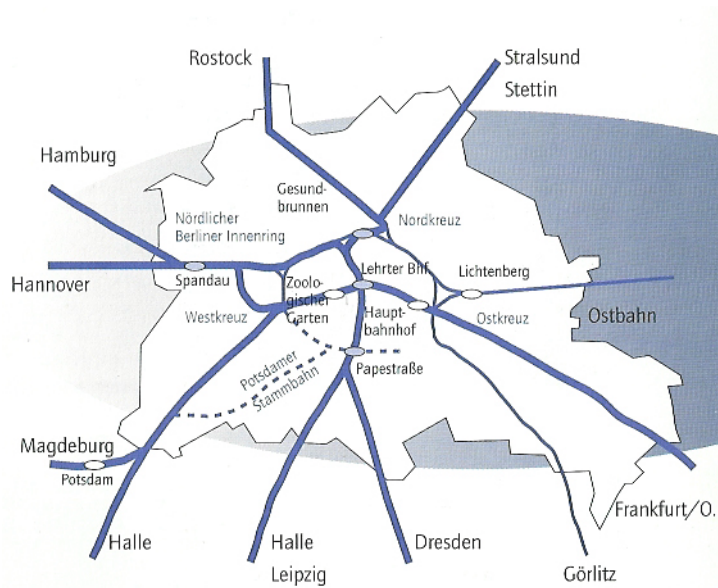 Rostock
Stralsund
Stettin
Hamburg
Gesund-
brunnen
Nordkreuz
Nördlicher
Berliner Innenring
Hannover
Spandau
Zoolo-
gischer
Garten
Lehrter Bhf.
Lichtenberg
Westkreuz
Haupt-
bahnhof
Ostkreuz
Ostbahn
Potsdamer
Stammbahn
Papestraße
Magdeburg
Potsdam
Frankfurt/O.
Halle
Halle
Leipzig
Dresden
Görlitz